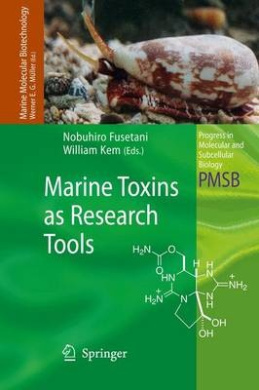 Marine Molecular Biotechnology
Werner E. G. Müller (Ed.)
Nobuhiro Fusetani
William Kem (Eds.)
Progress in
Molecular and
Subcellular
Biology
PMSB
Marine Toxins
as Research
Tools
H₂N
O
O
H
H
N
HN
NH₂
+
H₂N
+
N
N
H
H
OH
OH
Springer